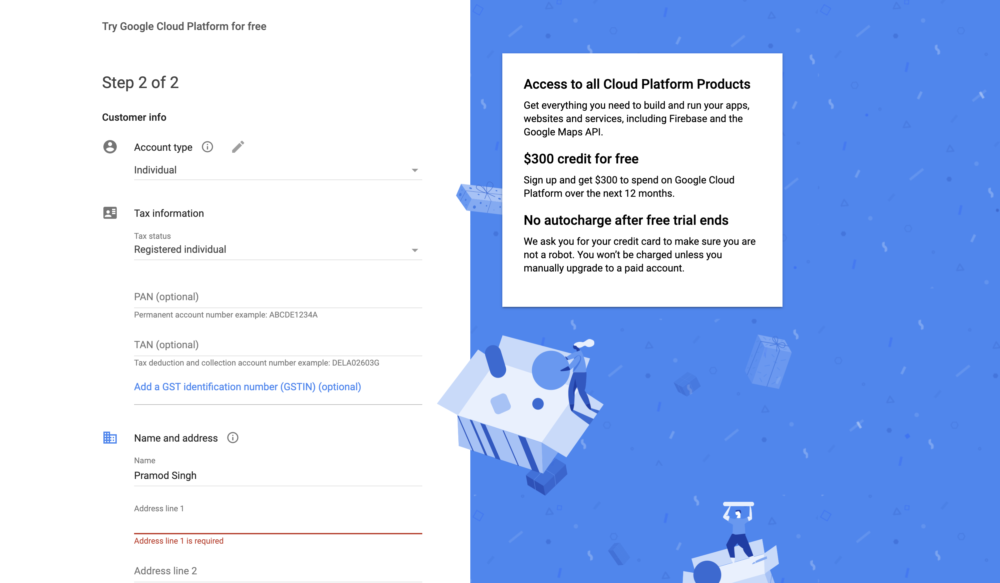 Try Google Cloud Platform for free
Step 2 of 2
Customer info
Account type
Individual
Tax information
Tax status
Registered individual
PAN (optional)
Permanent account number example: ABCDE1234A
TAN (optional)
Tax deduction and collection account number example: DELA02603G
Add a GST identification number (GSTIN) (optional)
Name and address
Name
Pramod Singh
Address line 1
Address line 1 is required
Address line 2
Access to all Cloud Platform Products
Get everything you need to build and run your apps,
websites and services, including Firebase and the
Google Maps API.
$300 credit for free
Sign up and get $300 to spend on Google Cloud
Platform over the next 12 months.
No autocharge after free trial ends
We ask you for your credit card to make sure you are
not a robot. You won’t be charged unless you
manually upgrade to a paid account.